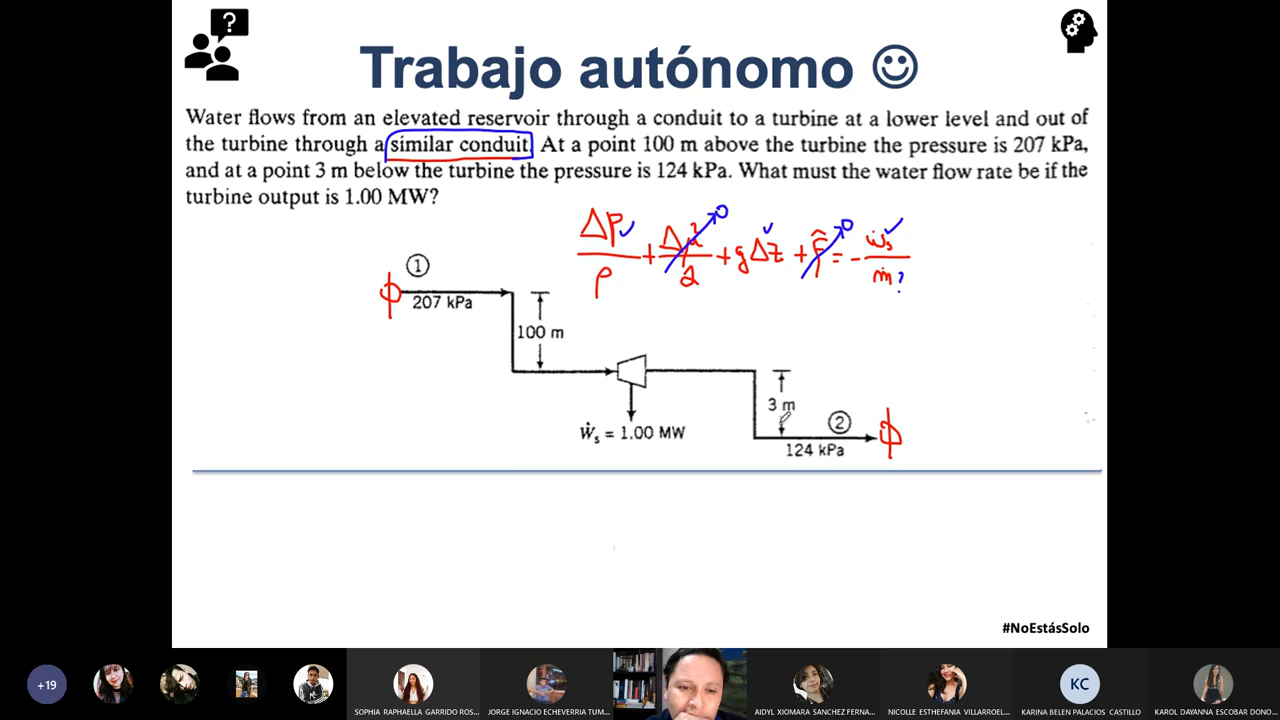 Trabajo autónomo
Water flows from an elevated reservoir through a conduit to a turbine at a lower level and out of
the turbine through a similar conduit. At a point 100 m above the turbine the pressure is 207 kPa,
and at a point 3 m below the turbine the pressure is 124 kPa. What must the water flow rate be if the
turbine output is 1.00 MW?
ΔP/ρ + Δu²/2 + gΔz + F̂ = -ẇs/ṁ ?
0
0
①
207 kPa
100 m
Ẇs = 1.00 MW
3 m
②
124 kPa
#NoEstásSolo
+19
SOPHIA RAPHAELLA GARRIDO ROS...
JORGE IGNACIO ECHEVERRIA TUM...
AIDYL XIOMARA SANCHEZ FERNA...
NICOLLE ESTHEFANIA VILLARROEL...
KC
KARINA BELEN PALACIOS CASTILLO
KAROL DAYANNA ESCOBAR DONO...